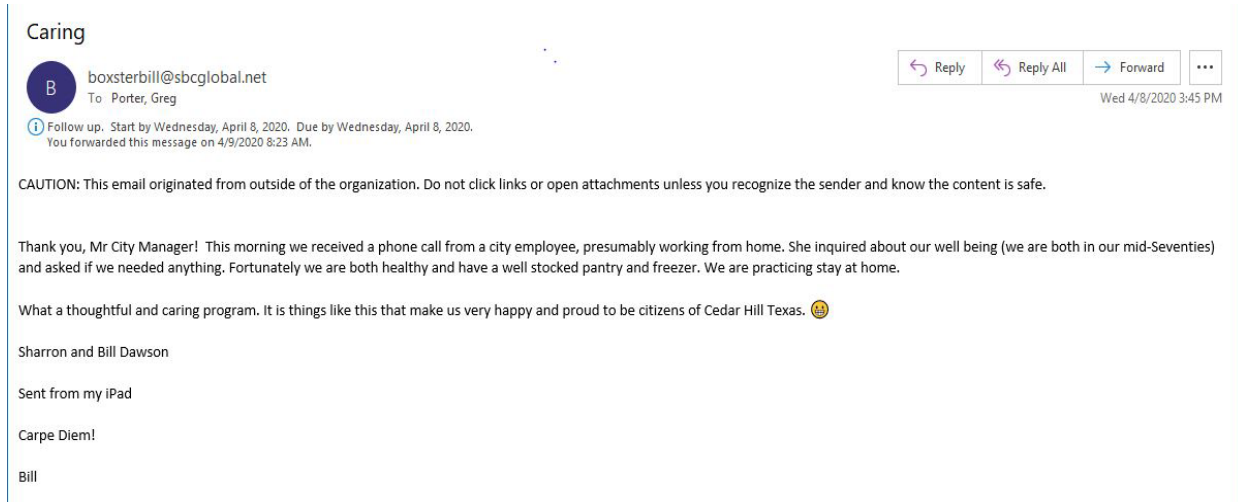 Caring
B
boxsterbill@sbcglobal.net
To Porter, Greg
Reply
Reply All
Forward
...
Wed 4/8/2020 3:45 PM
Follow up. Start by Wednesday, April 8, 2020. Due by Wednesday, April 8, 2020.
You forwarded this message on 4/9/2020 8:23 AM.
CAUTION: This email originated from outside of the organization. Do not click links or open attachments unless you recognize the sender and know the content is safe.
Thank you, Mr City Manager! This morning we received a phone call from a city employee, presumably working from home. She inquired about our well being (we are both in our mid-Seventies)
and asked if we needed anything. Fortunately we are both healthy and have a well stocked pantry and freezer. We are practicing stay at home.
What a thoughtful and caring program. It is things like this that make us very happy and proud to be citizens of Cedar Hill Texas. 😀
Sharron and Bill Dawson
Sent from my iPad
Carpe Diem!
Bill